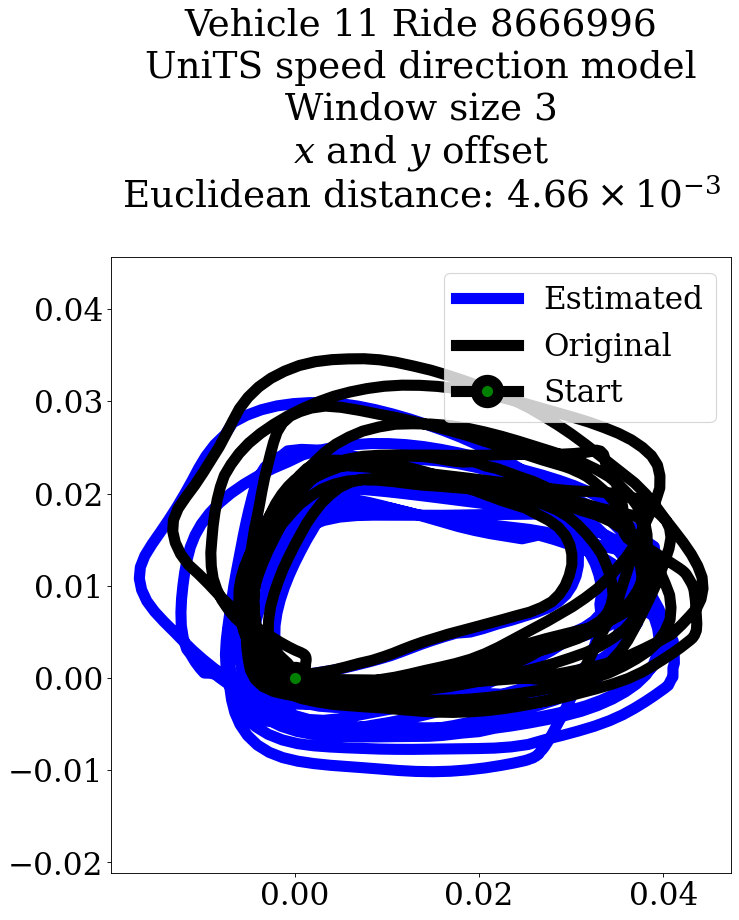 Vehicle 11 Ride 8666996
UniTS speed direction model
Window size 3
x and y offset
Euclidean distance: 4.66 × 10⁻³
Estimated
Original
Start
0.04
0.03
0.02
0.01
0.00
−0.01
−0.02
0.00 0.02 0.04